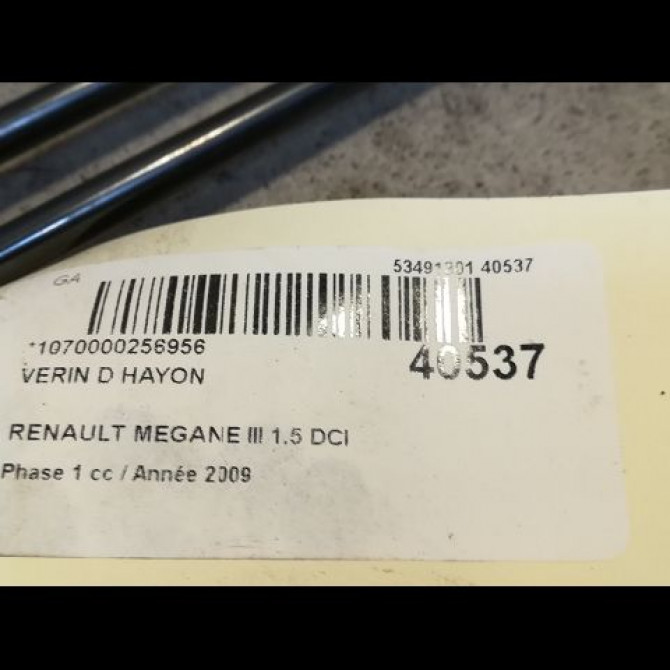 GA
53491301 40537
*1070000256956
40537
VERIN D HAYON
RENAULT MEGANE III 1.5 DCI
Phase 1 cc / Année 2009